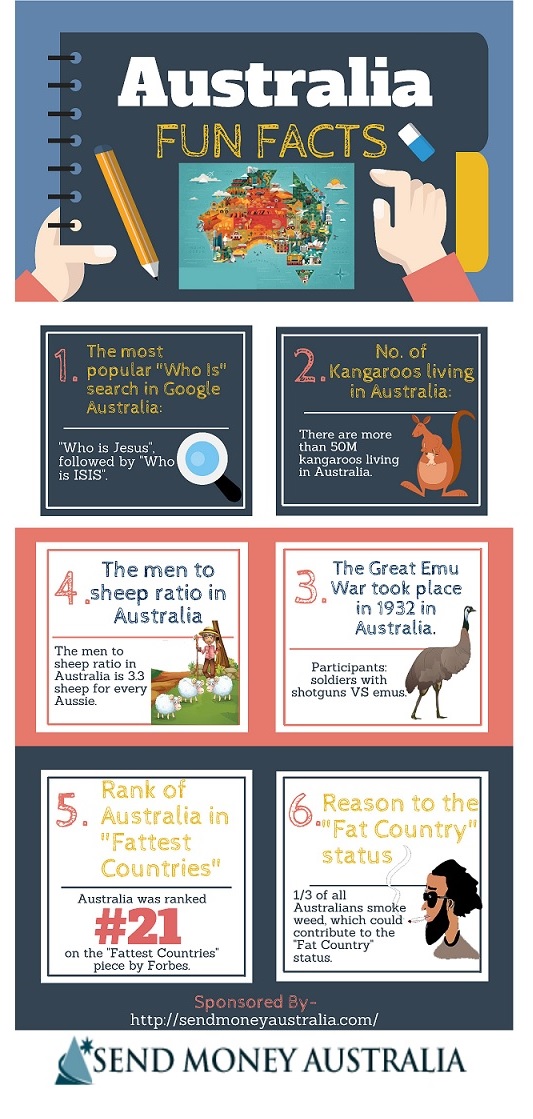 Australia
FUN FACTS
1.
The most
popular "Who Is"
search in Google
Australia:
"Who is Jesus",
followed by "Who
is ISIS".
2.
No. of
Kangaroos living
in Australia:
There are more
than 50M
kangaroos living
in Australia.
4.
The men to
sheep ratio in
Australia
The men to
sheep ratio in
Australia is 3.3
sheep for every
Aussie.
3.
The Great Emu
War took place
in 1932 in
Australia.
Participants:
soldiers with
shotguns VS emus.
5.
Rank of
Australia in
"Fattest
Countries"
Australia was ranked
#21
on the "Fattest Countries"
piece by Forbes.
6.
Reason to the
"Fat Country"
status
1/3 of all
Australians smoke
weed, which could
contribute to the
"Fat Country"
status.
Sponsored By-
http://sendmoneyaustralia.com/
SEND MONEY AUSTRALIA